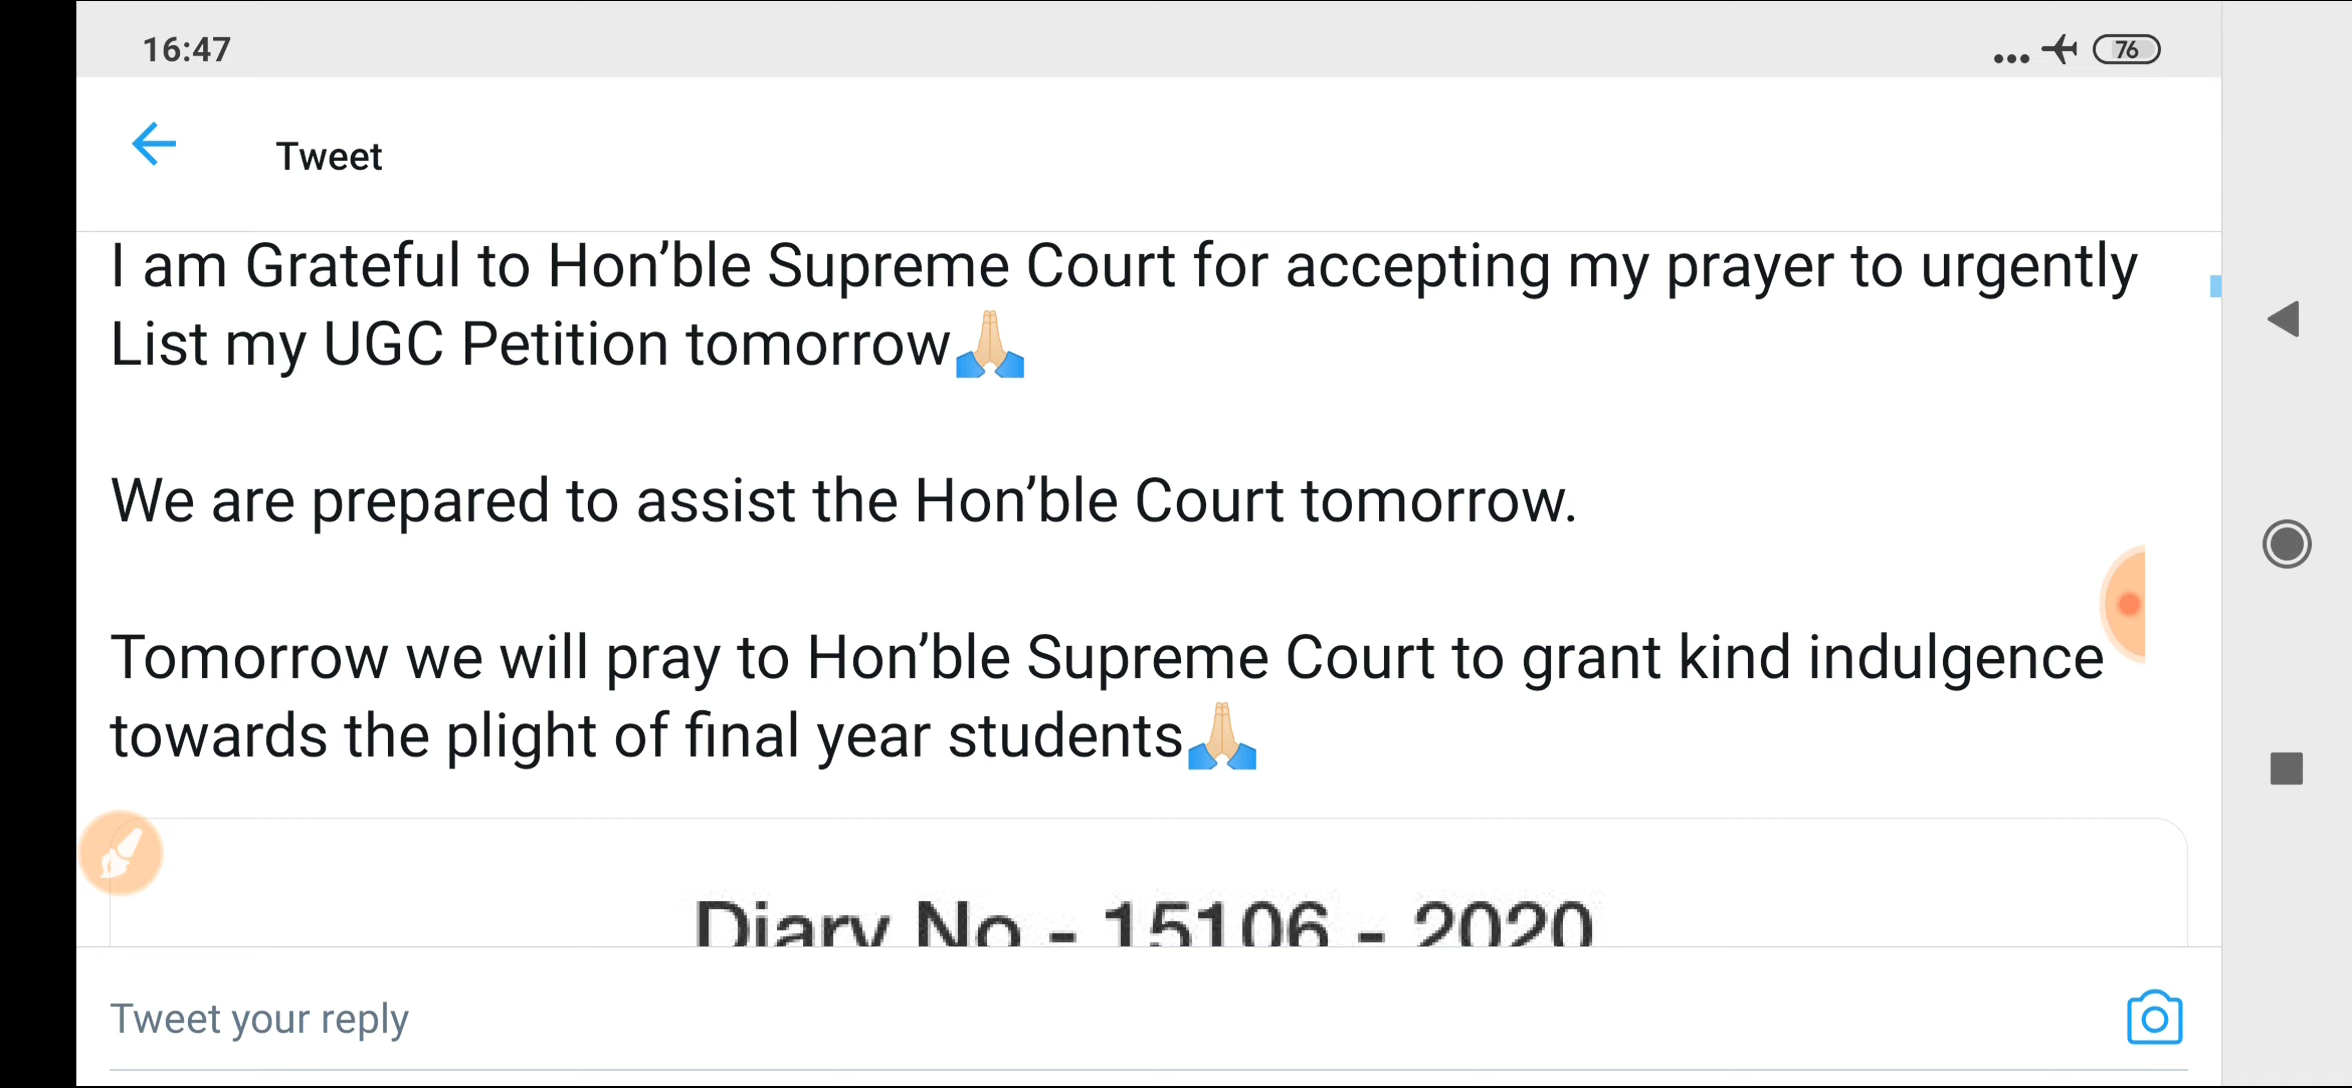 16:47
76
Tweet
I am Grateful to Hon’ble Supreme Court for accepting my prayer to urgently
List my UGC Petition tomorrow🙏🏼
We are prepared to assist the Hon’ble Court tomorrow.
Tomorrow we will pray to Hon’ble Supreme Court to grant kind indulgence
towards the plight of final year students🙏🏼
Diary No - 15106 - 2020
Tweet your reply